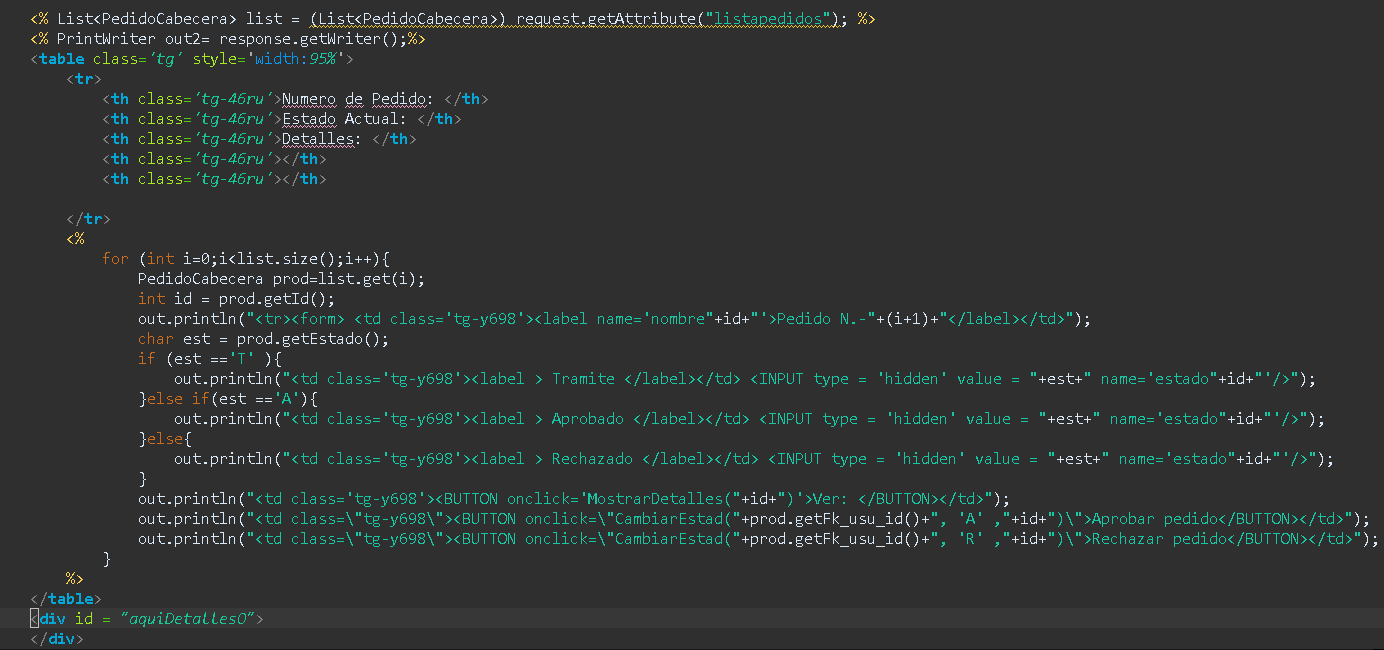 <% List<PedidoCabecera> list = (List<PedidoCabecera>) request.getAttribute("listapedidos"); %>
<% PrintWriter out2= response.getWriter();%>
<table class='tg' style='width:95%'>
<tr>
<th class='tg-46ru'>Numero de Pedido: </th>
<th class='tg-46ru'>Estado Actual: </th>
<th class='tg-46ru'>Detalles: </th>
<th class='tg-46ru'></th>
<th class='tg-46ru'></th>
</tr>
<%
for (int i=0;i<list.size();i++){
PedidoCabecera prod=list.get(i);
int id = prod.getId();
out.println("<tr><form> <td class='tg-y698'><label name='nombre"+id+"'>Pedido N.-"+(i+1)+"</label></td>");
char est = prod.getEstado();
if (est =='T' ){
out.println("<td class='tg-y698'><label > Tramite </label></td> <INPUT type = 'hidden' value = "+est+" name='estado"+id+"'/>");
}else if(est =='A'){
out.println("<td class='tg-y698'><label > Aprobado </label></td> <INPUT type = 'hidden' value = "+est+" name='estado"+id+"'/>");
}else{
out.println("<td class='tg-y698'><label > Rechazado </label></td> <INPUT type = 'hidden' value = "+est+" name='estado"+id+"'/>");
}
out.println("<td class='tg-y698'><BUTTON onclick='MostrarDetalles("+id+")'>Ver: </BUTTON></td>");
out.println("<td class=\"tg-y698\"><BUTTON onclick=\"CambiarEstad("+prod.getFk_usu_id()+", 'A' ,"+id+")\">Aprobar pedido</BUTTON></td>");
out.println("<td class=\"tg-y698\"><BUTTON onclick=\"CambiarEstad("+prod.getFk_usu_id()+", 'R' ,"+id+")\">Rechazar pedido</BUTTON></td>");
}
%>
</table>
<div id = "aquiDetallesO">
</div>